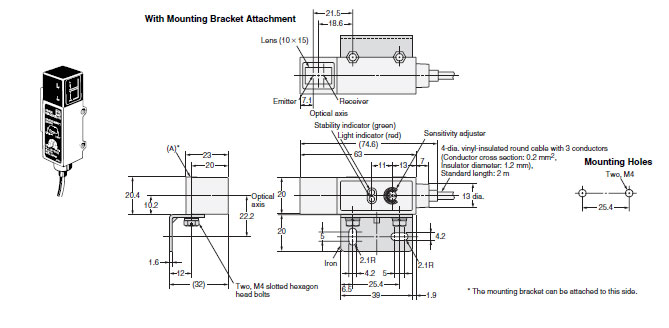 With Mounting Bracket Attachment
21.5
18.6
Lens (10 × 15)
Emitter
7.1
Receiver
Optical axis
Stability indicator (green)
Light indicator (red)
Sensitivity adjuster
(74.6)
63
4-dia. vinyl-insulated round cable with 3 conductors
(Conductor cross section: 0.2 mm²,
Insulator diameter: 1.2 mm),
Standard length: 2 m
Mounting Holes
Two, M4
25.4
(A)*
23
20
11
13
7
20.4
10.2
Optical
axis
20
13 dia.
22.2
20
5
4.2
Iron
2.1R
2.1R
1.6
12
(32)
Two, M4 slotted hexagon
head bolts
4.2
5
6.5
25.4
39
1.9
* The mounting bracket can be attached to this side.